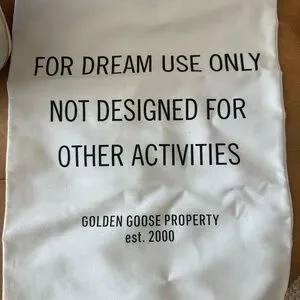 FOR DREAM USE ONLY
NOT DESIGNED FOR
OTHER ACTIVITIES
GOLDEN GOOSE PROPERTY
est. 2000